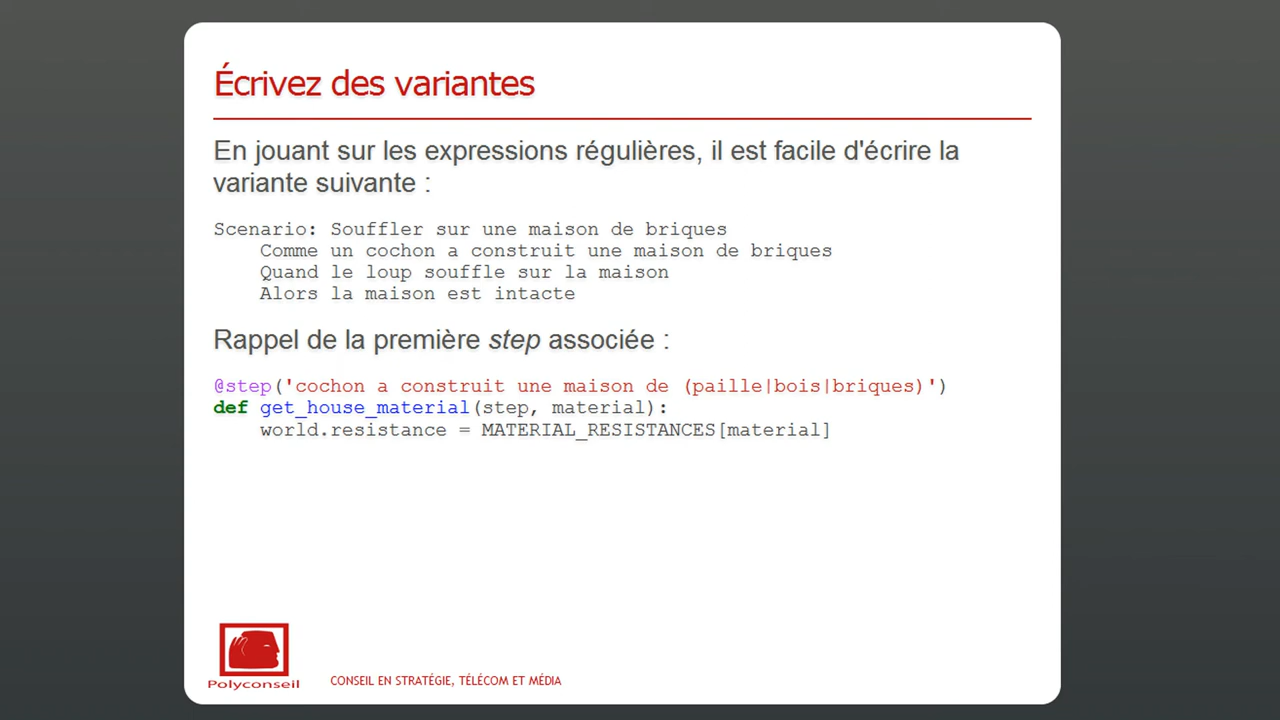 Écrivez des variantes
En jouant sur les expressions régulières, il est facile d'écrire la
variante suivante :
Scenario: Souffler sur une maison de briques
    Comme un cochon a construit une maison de briques
    Quand le loup souffle sur la maison
    Alors la maison est intacte
Rappel de la première step associée :
@step('cochon a construit une maison de (paille|bois|briques)')
def get_house_material(step, material):
    world.resistance = MATERIAL_RESISTANCES[material]
Polyconseil
CONSEIL EN STRATÉGIE, TÉLÉCOM ET MÉDIA